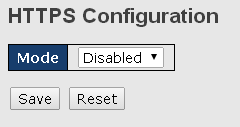 HTTPS Configuration
Mode Disabled
Save Reset